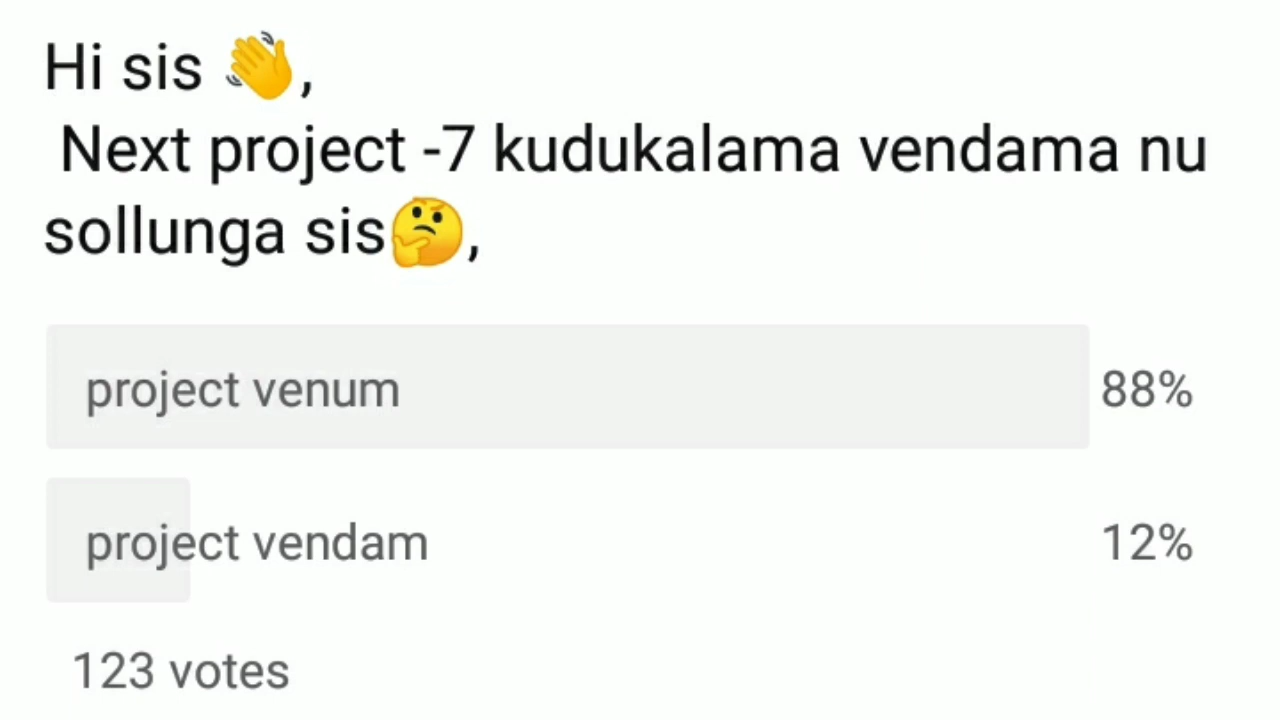 Hi sis 👋,
Next project -7 kudukalama vendama nu
sollunga sis🤔,
project venum 88%
project vendam 12%
123 votes